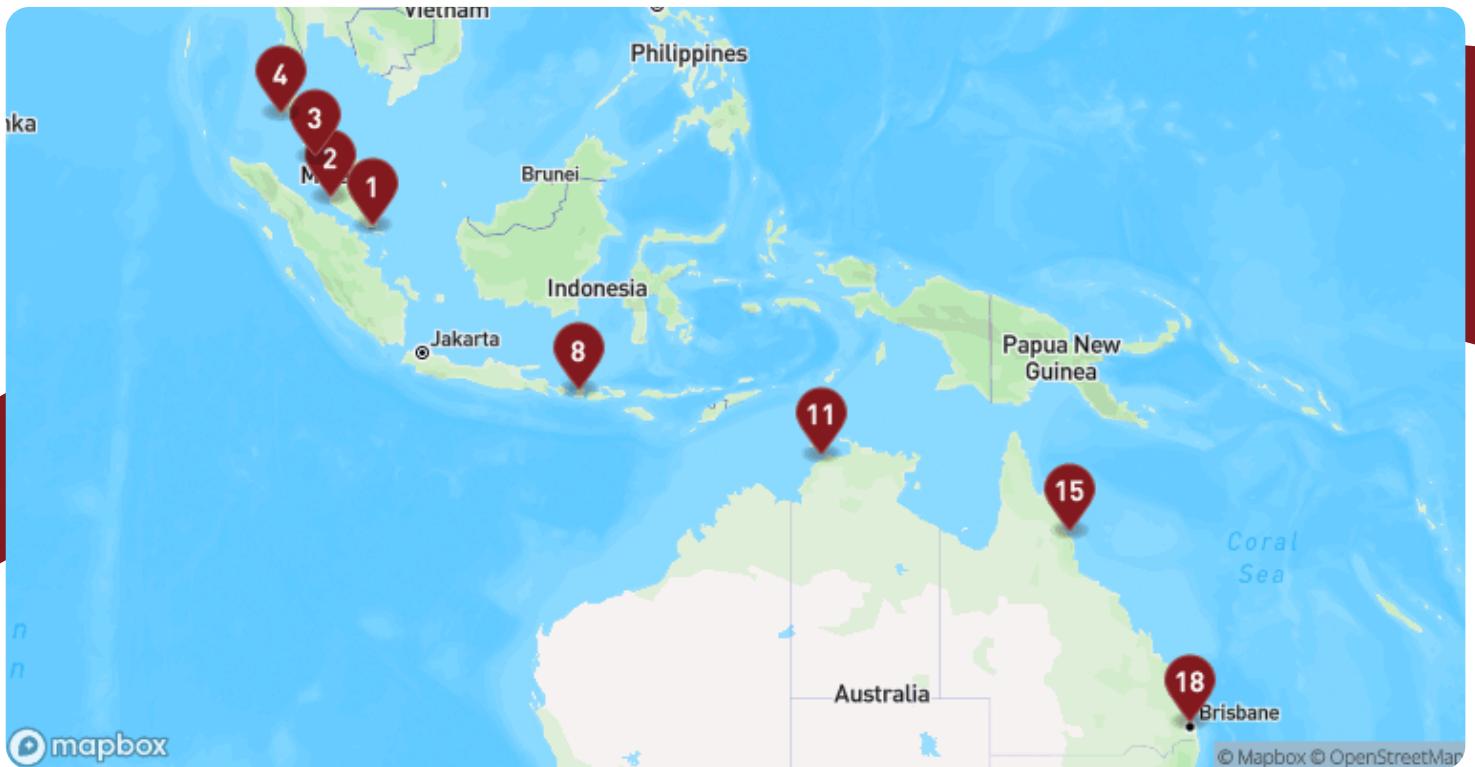 Vietnam
Philippines
4
nka
3
2
M
1
Brunei
Indonesia
Jakarta
8
Papua New
Guinea
11
15
Coral
Sea
n
n
Australia
18
Brisbane
mapbox
© Mapbox © OpenStreetMap